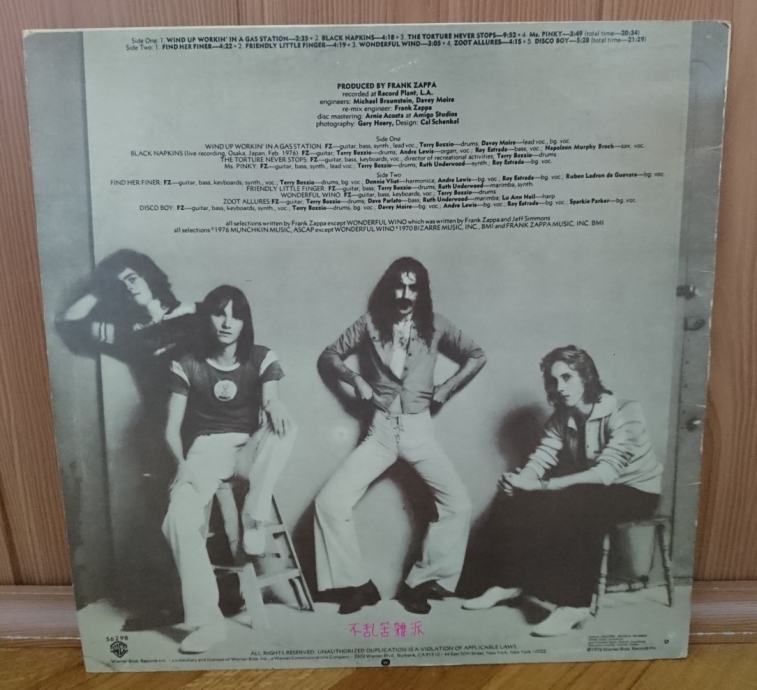 Side One: 1. WIND UP WORKIN' IN A GAS STATION—2:35 • 2. BLACK NAPKINS—4:18 • 3. THE TORTURE NEVER STOPS—9:52 • 4. Ms. PINKY—3:49 (total time—20:34)
Side Two: 1. FIND HER FINER—4:22 • 2. FRIENDLY LITTLE FINGER—4:19 • 3. WONDERFUL WINO—3:05 • 4. ZOOT ALLURES—4:15 • 5. DISCO BOY—5:28 (total time—21:29)
PRODUCED BY FRANK ZAPPA
recorded at Record Plant, L.A.
engineers: Michael Braunstein, Davey Moire
re-mix engineer: Frank Zappa
disc mastering: Arnie Acosta at Amigo Studios
photography: Gary Heery, Design: Cal Schenkel
Side One
WIND UP WORKIN' IN A GAS STATION: FZ—guitar, bass, synth., lead voc.; Terry Bozzio—drums; Davey Moire—lead voc., bg. voc.
BLACK NAPKINS (live recording, Osaka, Japan, Feb. 1976): FZ—guitar; Terry Bozzio—drums; Andre Lewis—organ, voc.; Roy Estrada—bass, voc.; Napoleon Murphy Brock—sax, voc.
THE TORTURE NEVER STOPS: FZ—guitar, bass, keyboards, voc., director of recreational activities; Terry Bozzio—drums
Ms. PINKY: FZ—guitar, bass, synth., lead voc.; Terry Bozzio—drums; Ruth Underwood—synth.; Roy Estrada—bg. voc.
Side Two
FIND HER FINER: FZ—guitar, bass, keyboards, synth., voc.; Terry Bozzio—drums, bg. voc.; Donnie Vliet—harmonica; Andre Lewis—bg. voc.; Roy Estrada—bg. voc.; Ruben Ladron de Guevara—bg. voc.
FRIENDLY LITTLE FINGER: FZ—guitar, bass; Terry Bozzio—drums; Ruth Underwood—marimba, synth.
WONDERFUL WINO: FZ—guitar, bass, keyboards, voc.; Terry Bozzio—drums
ZOOT ALLURES: FZ—guitar; Terry Bozzio—drums; Dave Parlato—bass; Ruth Underwood—marimba; Lu Ann Neil—harp
DISCO BOY: FZ—guitar, bass, keyboards, synth., voc.; Terry Bozzio—drums, bg. voc.; Davey Moire—bg. voc.; Andre Lewis—bg. voc.; Roy Estrada—bg. voc.; Sparkie Parker—bg. voc.
all selections written by Frank Zappa except WONDERFUL WINO which was written by Frank Zappa and Jeff Simmons
all selections ©1976 MUNCHKIN MUSIC, ASCAP except WONDERFUL WINO ©1970 BIZARRE MUSIC, INC., BMI and FRANK ZAPPA MUSIC, INC. BMI
不乱苦雑派
56298
ALL RIGHTS RESERVED. UNAUTHORIZED DUPLICATION IS A VIOLATION OF APPLICABLE LAWS.
©1976 Warner Bros. Records Inc.